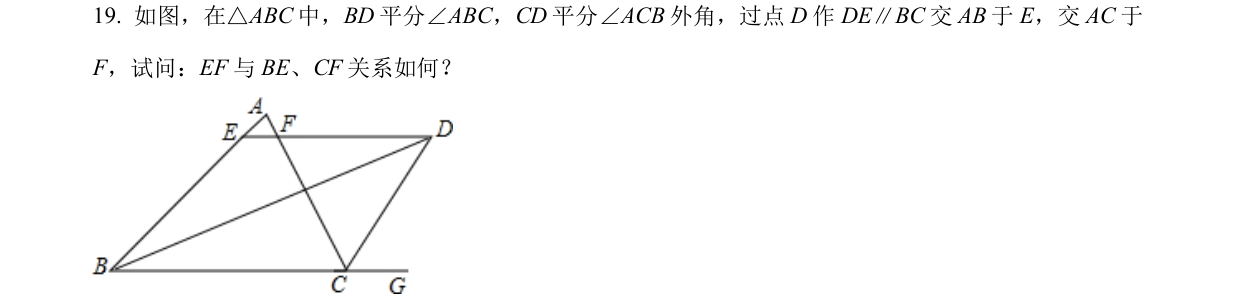 19. 如图，在△ABC中，BD平分∠ABC，CD平分∠ACB外角，过点D作DE∥BC交AB于E，交AC于
F，试问：EF与BE、CF关系如何？
A
E
F
D
B
C
G